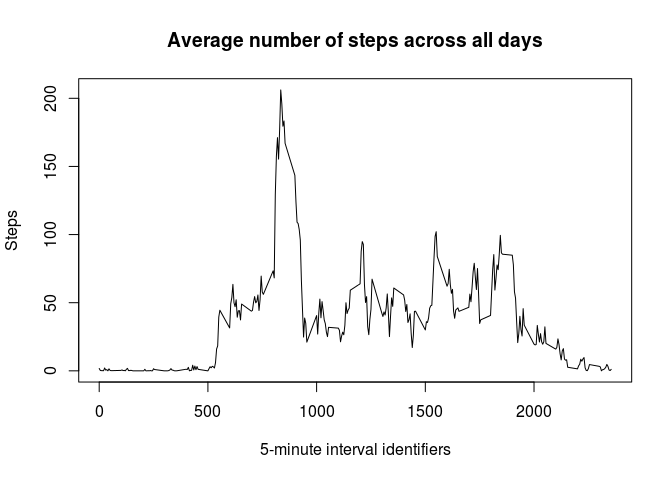 Average number of steps across all days
Steps
200
150
100
50
0
0 500 1000 1500 2000
5-minute interval identifiers